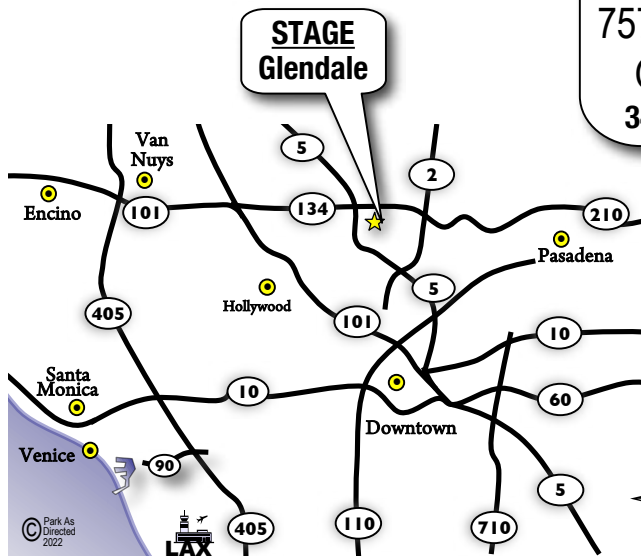 STAGE
Glendale
757
5
2
Van
Nuys
Encino
101
134
210
Pasadena
Hollywood
5
405
101
10
Santa
Monica
10
60
Downtown
Venice
90
5
© Park As
Directed
2022
LAX
405
110
710